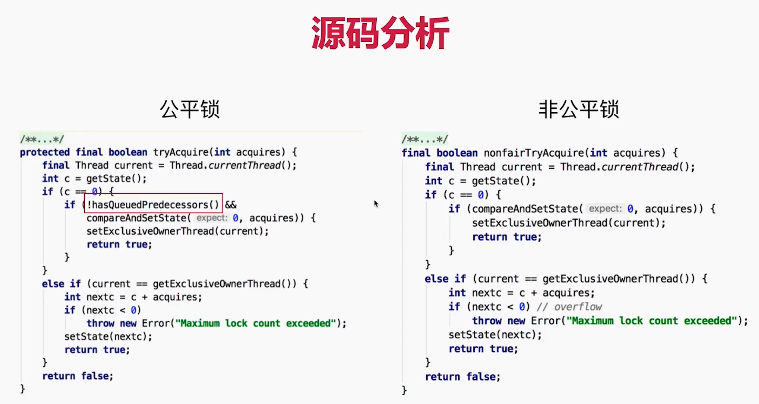 源码分析
公平锁
/**...*/
protected final boolean tryAcquire(int acquires) {
final Thread current = Thread.currentThread();
int c = getState();
if (c == 0) {
if (!hasQueuedPredecessors() &&
compareAndSetState( expect: 0, acquires)) {
setExclusiveOwnerThread(current);
return true;
}
}
else if (current == getExclusiveOwnerThread()) {
int nextc = c + acquires;
if (nextc < 0)
throw new Error("Maximum lock count exceeded");
setState(nextc);
return true;
}
return false;
}
非公平锁
/**...*/
final boolean nonfairTryAcquire(int acquires) {
final Thread current = Thread.currentThread();
int c = getState();
if (c == 0) {
if (compareAndSetState( expect: 0, acquires)) {
setExclusiveOwnerThread(current);
return true;
}
}
else if (current == getExclusiveOwnerThread()) {
int nextc = c + acquires;
if (nextc < 0) // overflow
throw new Error("Maximum lock count exceeded");
setState(nextc);
return true;
}
return false;
}